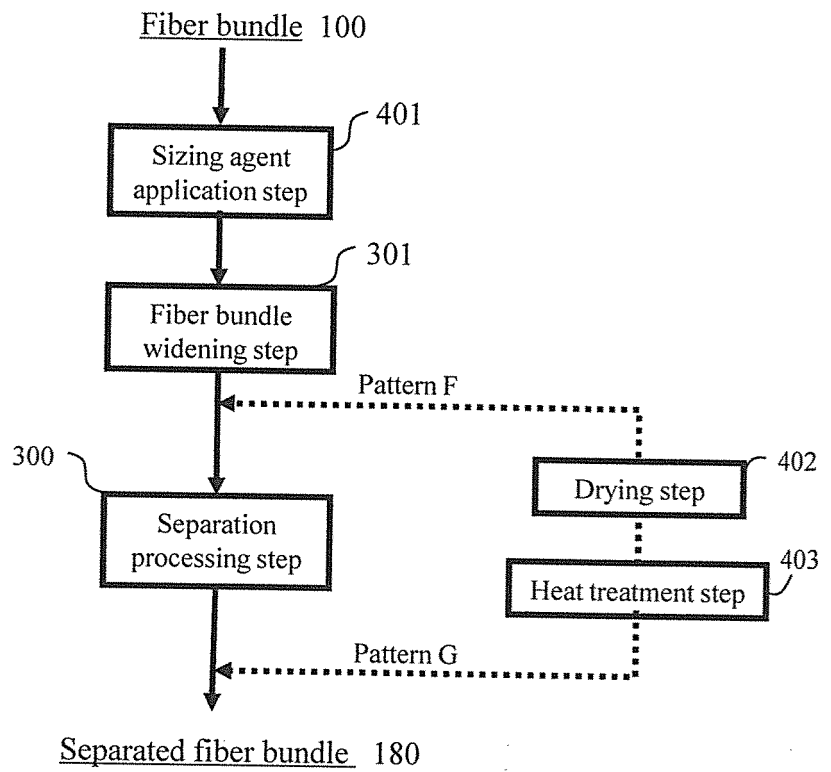 Fiber bundle 100
401
Sizing agent
application step
301
Fiber bundle
widening step
Pattern F
300
402
Drying step
Separation
processing step
403
Heat treatment step
Pattern G
Separated fiber bundle 180